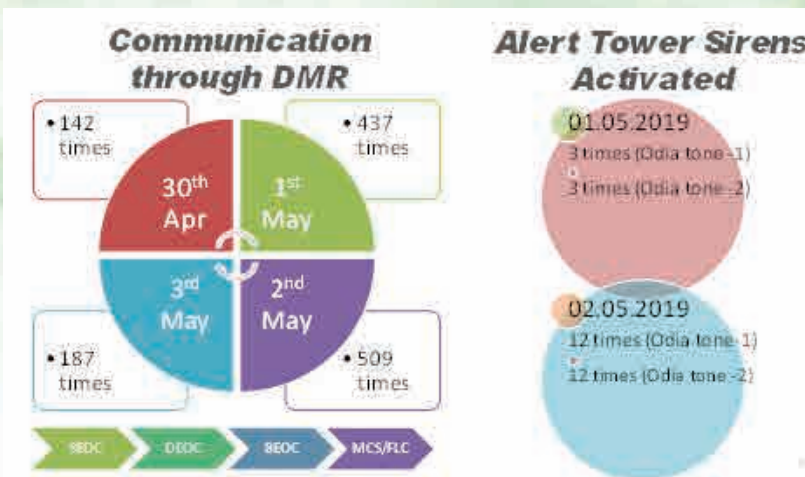 Communication
through DMR
• 142
times
• 437
times
30th
Apr
1st
May
3rd
May
2nd
May
• 187
times
• 509
times
SEOC
DEOC
BEOC
MCS/FLC
Alert Tower Sirens
Activated
01.05.2019
3 times (Odia tone-1)
3 times (Odia tone-2)
02.05.2019
12 times (Odia tone-1)
12 times (Odia tone-2)